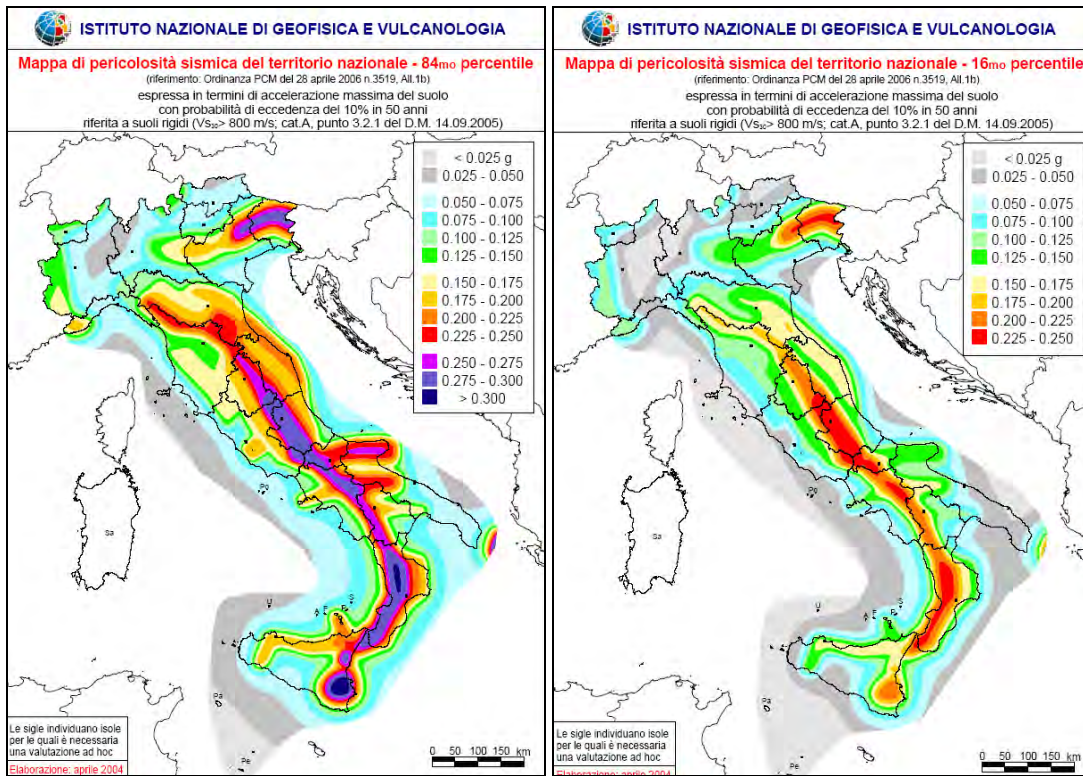 ISTITUTO NAZIONALE DI GEOFISICA E VULCANOLOGIA
Mappa di pericolosità sismica del territorio nazionale - 84mo percentile
(riferimento: Ordinanza PCM del 28 aprile 2006 n.3519, All.1b)
espressa in termini di accelerazione massima del suolo
con probabilità di eccedenza del 10% in 50 anni
riferita a suoli rigidi (Vs30> 800 m/s; cat.A, punto 3.2.1 del D.M. 14.09.2005)
< 0.025 g
0.025 - 0.050
0.050 - 0.075
0.075 - 0.100
0.100 - 0.125
0.125 - 0.150
0.150 - 0.175
0.175 - 0.200
0.200 - 0.225
0.225 - 0.250
0.250 - 0.275
0.275 - 0.300
> 0.300
Sa
U
A
F
P
S
Pa
Pe
Le sigle individuano isole
per le quali è necessaria
una valutazione ad hoc
Elaborazione: aprile 2004
0 50 100 150 km
ISTITUTO NAZIONALE DI GEOFISICA E VULCANOLOGIA
Mappa di pericolosità sismica del territorio nazionale - 16mo percentile
(riferimento: Ordinanza PCM del 28 aprile 2006 n.3519, All.1b)
espressa in termini di accelerazione massima del suolo
con probabilità di eccedenza del 10% in 50 anni
riferita a suoli rigidi (Vs30> 800 m/s; cat.A, punto 3.2.1 del D.M. 14.09.2005)
< 0.025 g
0.025 - 0.050
0.050 - 0.075
0.075 - 0.100
0.100 - 0.125
0.125 - 0.150
0.150 - 0.175
0.175 - 0.200
0.200 - 0.225
0.225 - 0.250
Sa
U
A
F
P
S
Pa
Pe
Le sigle individuano isole
per le quali è necessaria
una valutazione ad hoc
Elaborazione: aprile 2004
0 50 100 150 km